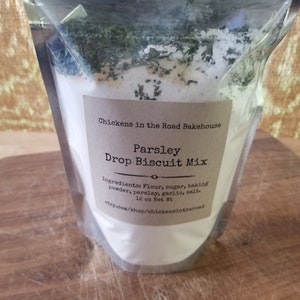 Chickens in the Road Bakehouse
Parsley
Drop Biscuit Mix
Ingredients: Flour, sugar, baking
powder, parsley, garlic, salt.
12 oz Net Wt
etsy.com/shop/chickensintheroad